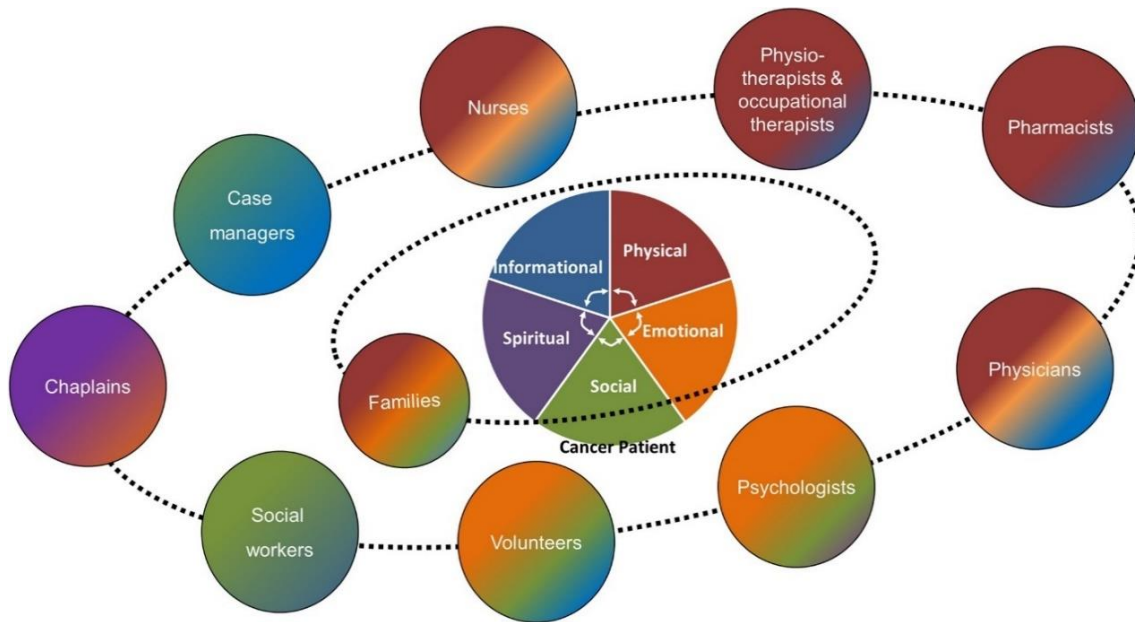 Nurses
Physio-
therapists &
occupational
therapists
Pharmacists
Case
managers
Informational
Physical
Spiritual
Emotional
Social
Cancer Patient
Chaplains
Families
Physicians
Social
workers
Volunteers
Psychologists